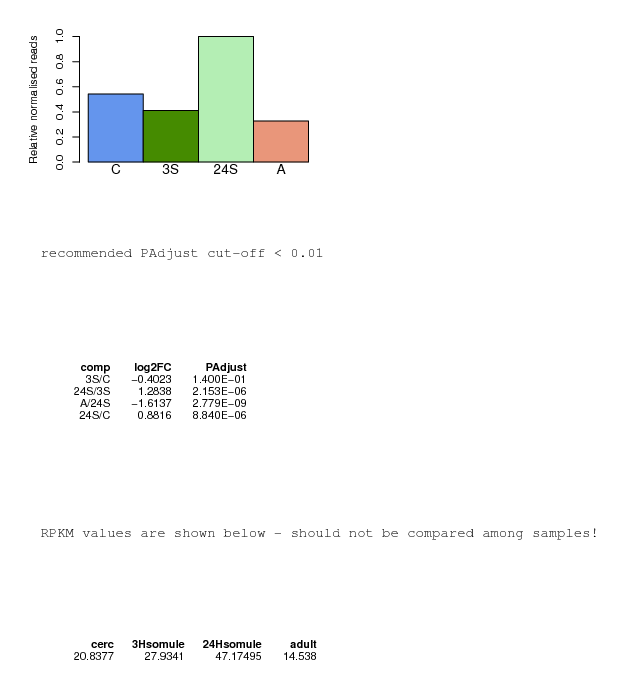 Relative normalised reads
1.0
0.8
0.6
0.4
0.2
0.0
C 3S 24S A
recommended PAdjust cut-off < 0.01
comp log2FC PAdjust
3S/C −0.4023 1.400E−01
24S/3S 1.2838 2.153E−06
A/24S −1.6137 2.779E−09
24S/C 0.8816 8.840E−06
RPKM values are shown below - should not be compared among samples!
cerc 3Hsomule 24Hsomule adult
20.8377 27.9341 47.17495 14.538